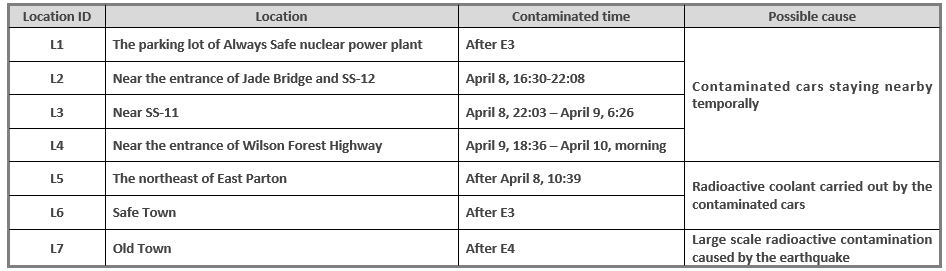 Location ID Location Contaminated time Possible cause
L1 The parking lot of Always Safe nuclear power plant After E3
L2 Near the entrance of Jade Bridge and SS-12 April 8, 16:30-22:08
Contaminated cars staying nearby
temporally
L3 Near SS-11 April 8, 22:03 – April 9, 6:26
L4 Near the entrance of Wilson Forest Highway April 9, 18:36 – April 10, morning
L5 The northeast of East Parton After April 8, 10:39
Radioactive coolant carried out by the
contaminated cars
L6 Safe Town After E3
L7 Old Town After E4
Large scale radioactive contamination
caused by the earthquake